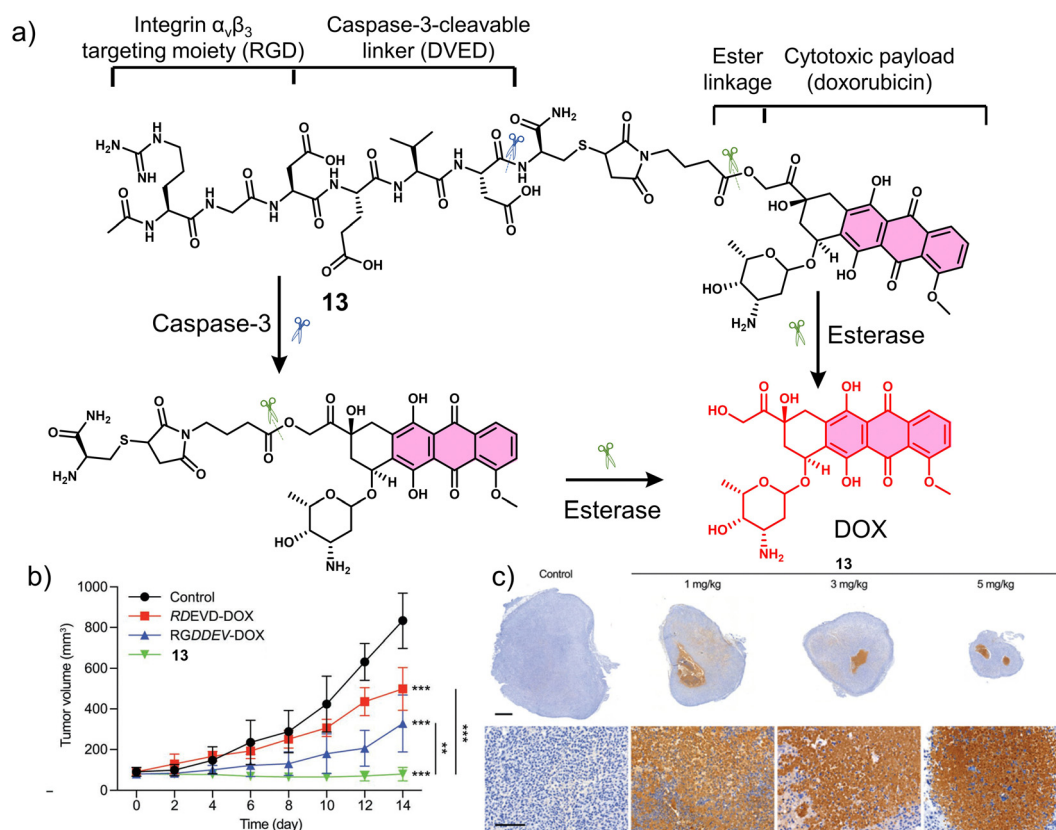 a)
Integrin αvβ3
targeting moiety (RGD)
Caspase-3-cleavable
linker (DVED)
Ester
linkage
Cytotoxic payload
(doxorubicin)
H2N
NH
NH
O
N
H
O
H
N
O
N
H
O
OH
O
H
N
O
OH
N
H
O
H
N
O
OH
O
N
H
NH2
O
S
O
N
O
O
O
O
HO
OH
O
OH
O
O
O
H
O
HO
H2N
13
Caspase-3
Esterase
NH2
O
NH2
S
O
N
O
O
O
O
OH
OH
O
OH
O
O
O
H
O
HO
NH2
Esterase
HO
O
OH
OH
O
OH
O
O
O
H
O
HO
NH2
DOX
13
b)
Tumor volume (mm3)
1000
800
600
400
200
0
Control
RDEVD-DOX
RGDDEV-DOX
13
***
***
***
**
***
0 2 4 6 8 10 12 14
Time (day)
c)
Control
1 mg/kg
3 mg/kg
5 mg/kg